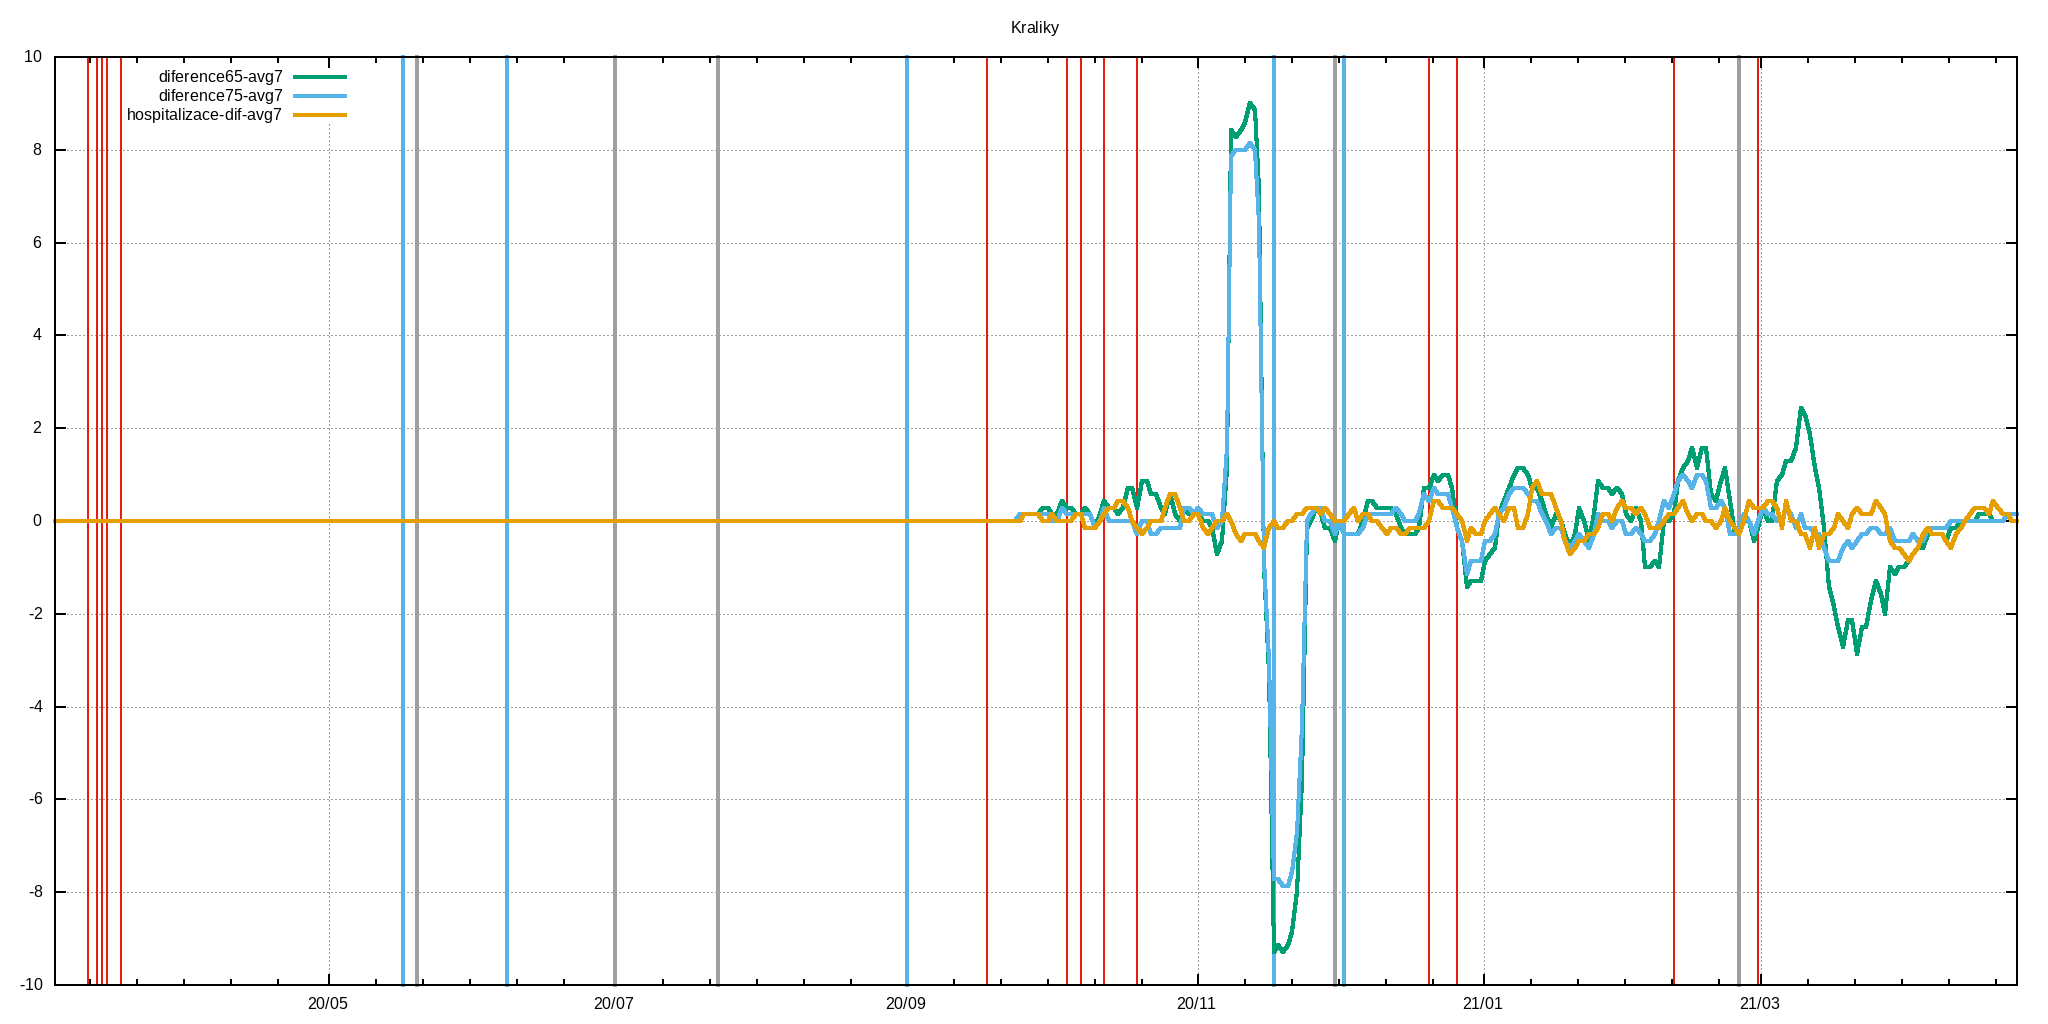 Kraliky
diference65-avg7
diference75-avg7
hospitalizace-dif-avg7
10
8
6
4
2
0
-2
-4
-6
-8
-10
20/05 20/07 20/09 20/11 21/01 21/03